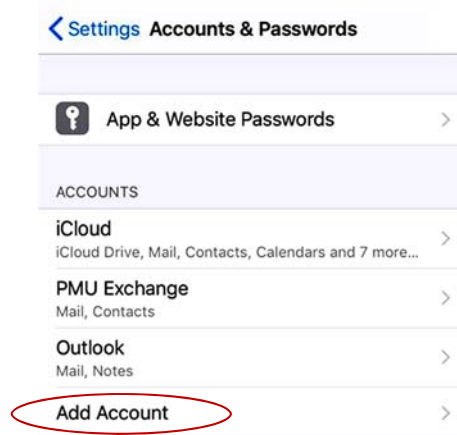 Settings Accounts & Passwords
App & Website Passwords
ACCOUNTS
iCloud
iCloud Drive, Mail, Contacts, Calendars and 7 more...
PMU Exchange
Mail, Contacts
Outlook
Mail, Notes
Add Account